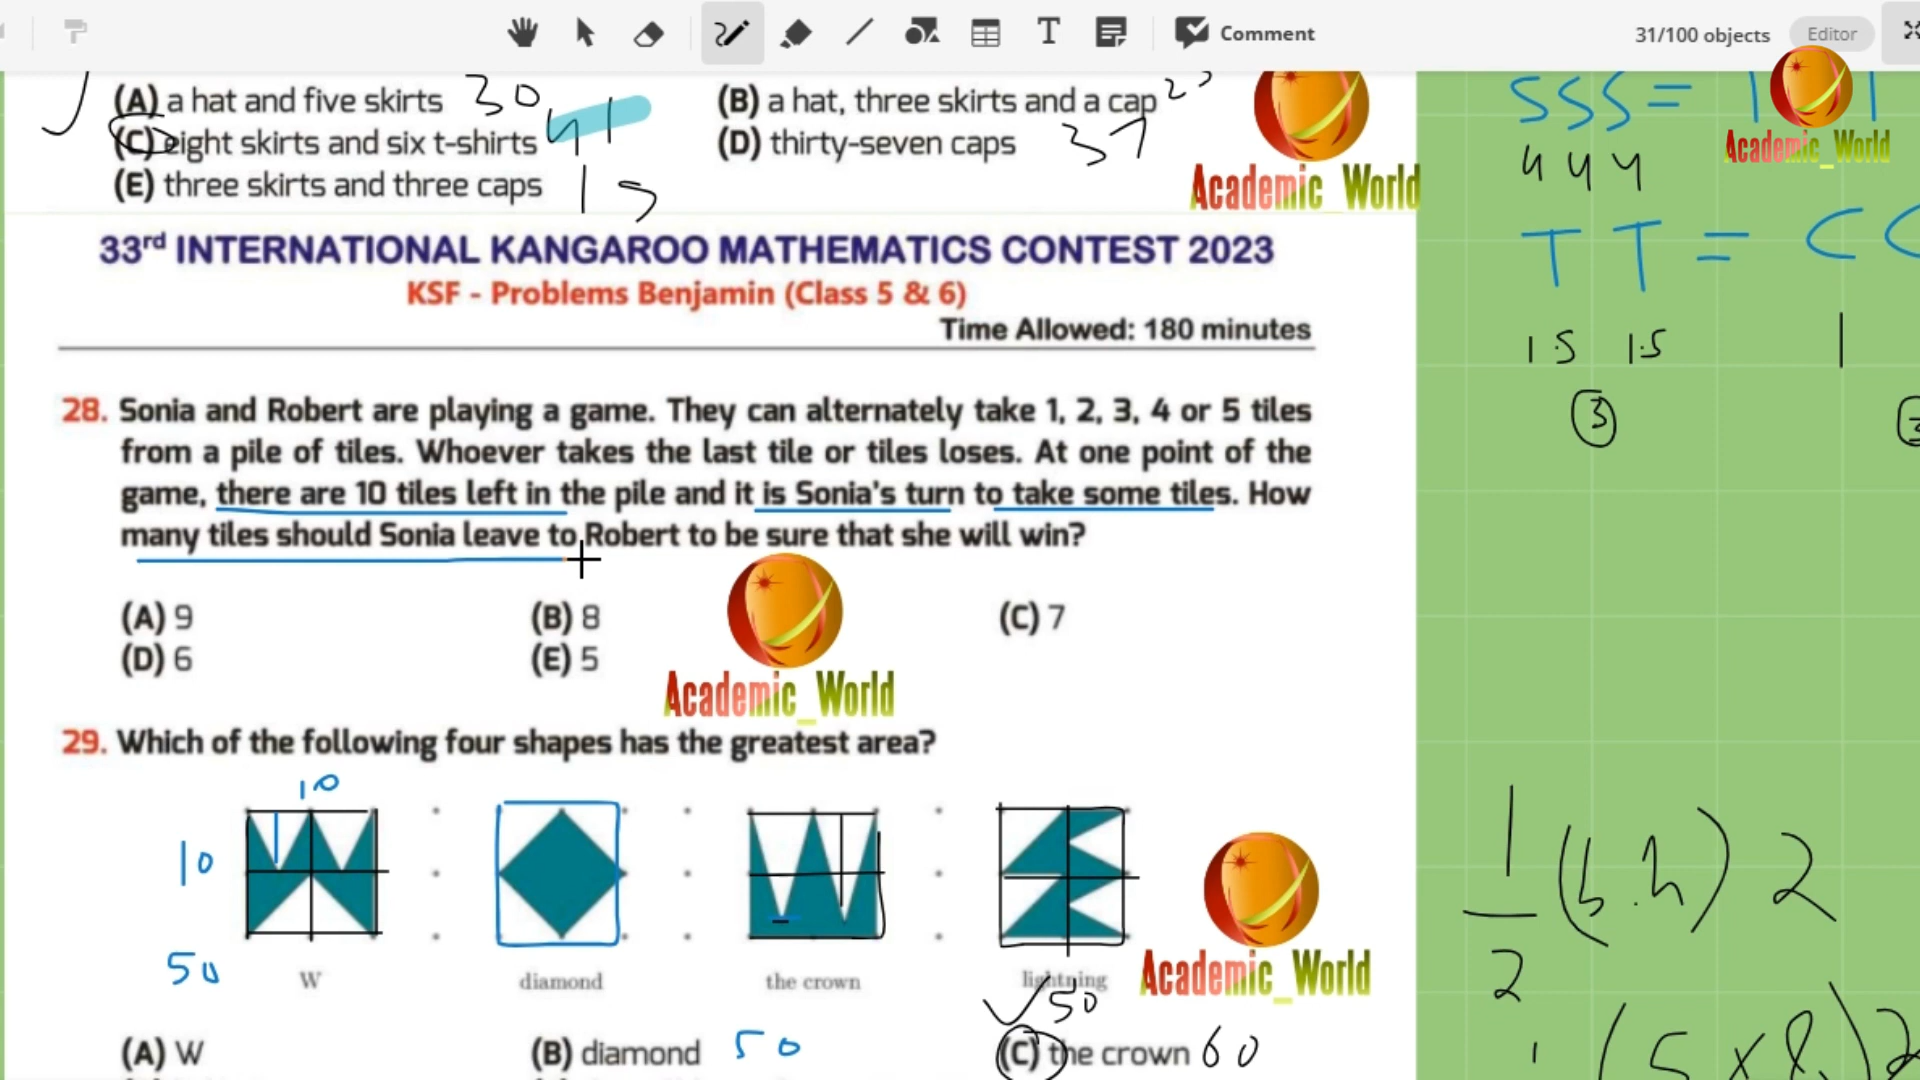 Comment
31/100 objects
Editor
(A) a hat and five skirts 30
(B) a hat, three skirts and a cap
(C) eight skirts and six t-shirts 41
(D) thirty-seven caps 37
(E) three skirts and three caps 15
Academic_World
SSS =
Academic_World
4 4 4
T T = C C
1.5 1.5 1
3
33rd INTERNATIONAL KANGAROO MATHEMATICS CONTEST 2023
KSF - Problems Benjamin (Class 5 & 6)
Time Allowed: 180 minutes
28. Sonia and Robert are playing a game. They can alternately take 1, 2, 3, 4 or 5 tiles
from a pile of tiles. Whoever takes the last tile or tiles loses. At one point of the
game, there are 10 tiles left in the pile and it is Sonia's turn to take some tiles. How
many tiles should Sonia leave to Robert to be sure that she will win?
(A) 9
(B) 8
(C) 7
(D) 6
(E) 5
Academic_World
29. Which of the following four shapes has the greatest area?
10
10
50
W
diamond
the crown
lightning
50
Academic_World
1/2 (b.h) 2
(A) W
(B) diamond 50
(C) the crown 60